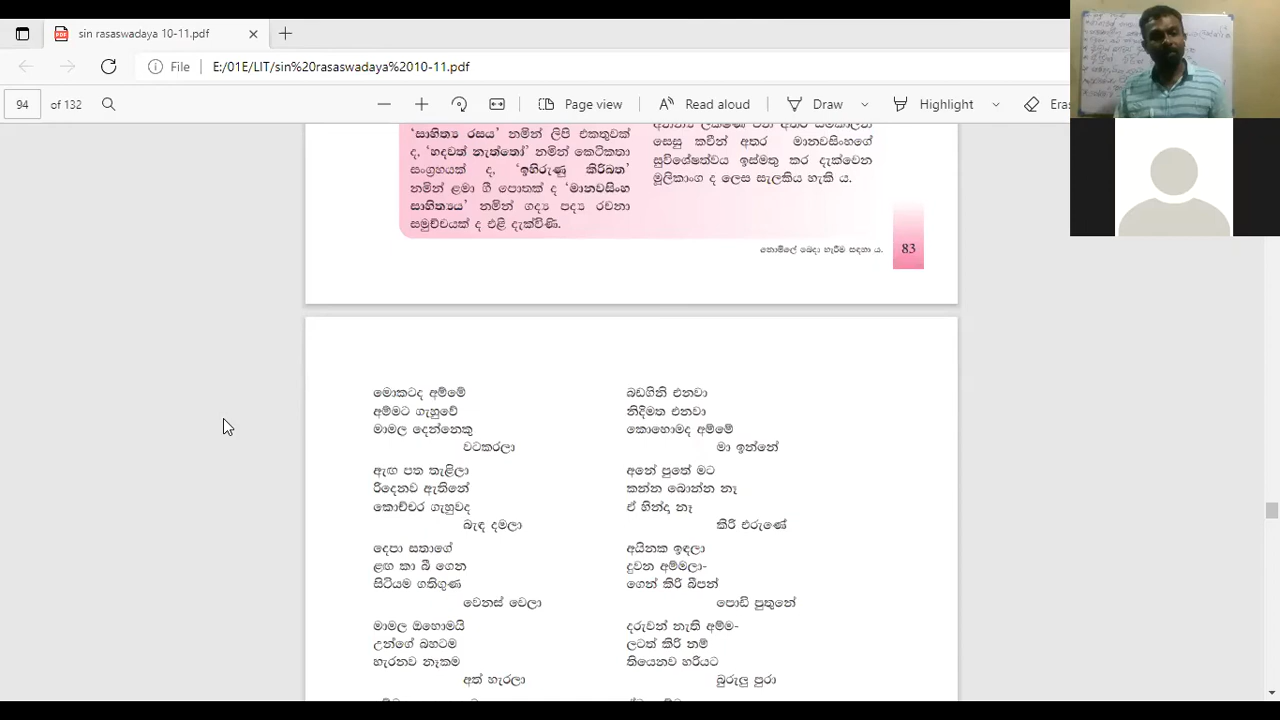 sin rasaswadaya 10-11.pdf
File
E:/01E/LIT/sin%20rasaswadaya%2010-11.pdf
94 of 132
Page view
Read aloud
Draw
Highlight
‘සාහිත්‍ය රසය’ නමින් ලිපි එකතුවක්
ද, ‘හදවත් නැත්තෝ’ නමින් කෙටිකතා
සංග්‍රහයක් ද, ‘ඉහිරුණු කිරිබත’
නමින් ළමා ගී පොතක් ද ‘මානවසිංහ
සාහිත්‍යය’ නමින් ගද්‍ය පද්‍ය රචනා
සමුච්චයක් ද එළි දැක්විණි.
සෙසු කවීන් අතර මානවසිංහගේ
සුවිශේෂත්වය ඉස්මතු කර දැක්වෙන
මූලිකාංග ද ලෙස සැලකිය හැකි ය.
නොමිලේ බෙදා හැරීම සඳහා ය.
83
මොකටද අම්මේ
අම්මට ගැහුවේ
මාමල දෙන්නෙකු
වටකරලා
ඇඟ පත තැළිලා
රිදෙනව ඇතිනේ
කොච්චර ගැහුවද
බැඳ දමලා
දෙපා සතාගේ
ළඟ කා බී ගෙන
සිටියම ගතිගුණ
වෙනස් වෙලා
මාමල ඔහොමයි
උන්ගේ බහටම
හැරනව නෑකම
අත් හැරලා
බඩගිනි එනවා
නිදිමත එනවා
කොහොමද අම්මේ
මා ඉන්නේ
අනේ පුතේ මට
කන්න බොන්න නෑ
ඒ හින්දා නෑ
කිරි එරුණේ
අයිනක ඉඳලා
දුවන අම්මලා-
ගෙන් කිරි බීපන්
පොඩි පුතුනේ
දරුවන් නැති අම්ම-
ලටත් කිරි නම්
තියෙනව හරියට
බුරුලු පුරා